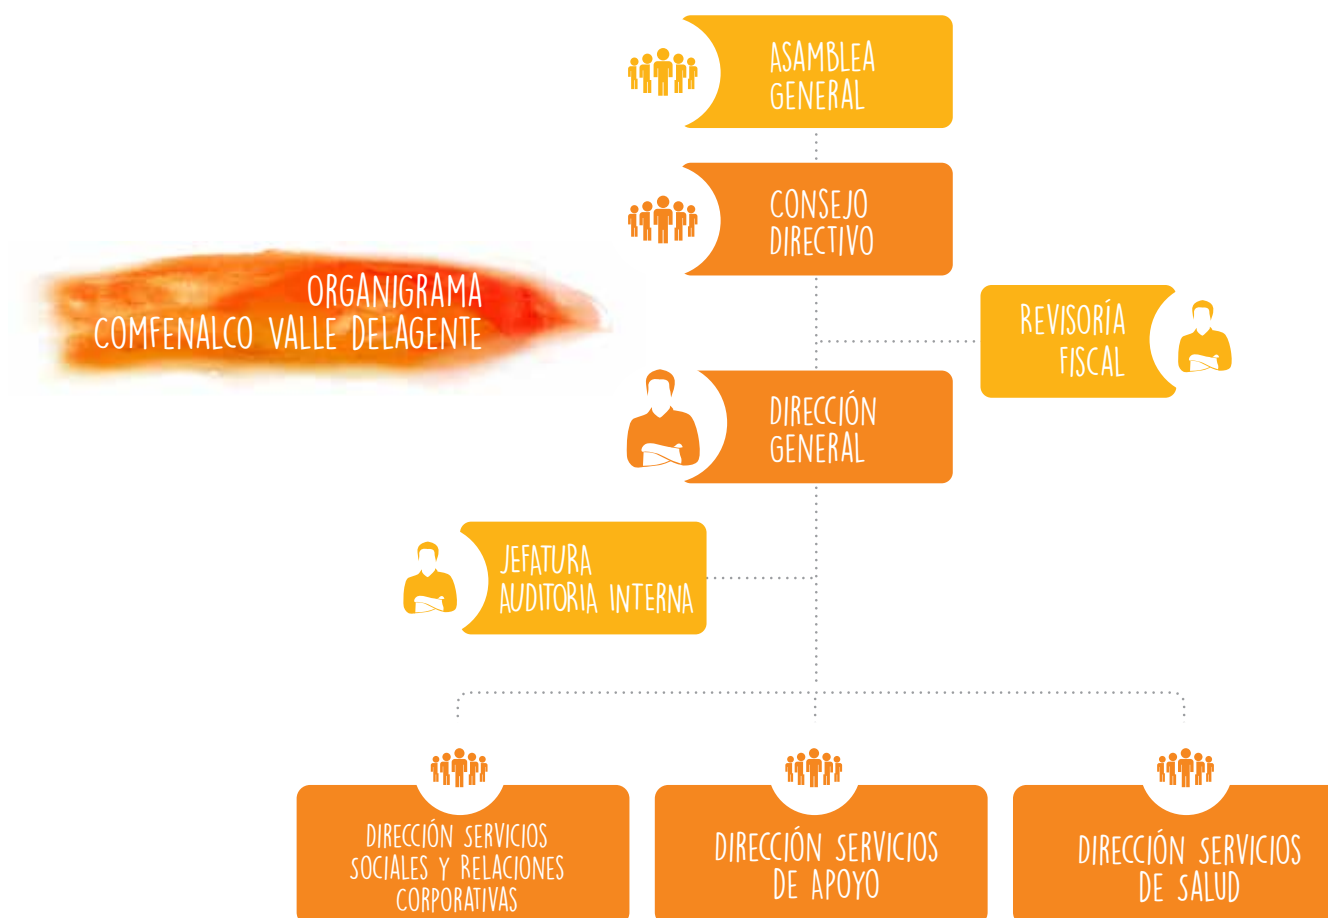 ASAMBLEA
GENERAL
CONSEJO
DIRECTIVO
ORGANIGRAMA
COMFENALCO VALLE DELAGENTE
REVISORÍA
FISCAL
DIRECCIÓN
GENERAL
JEFATURA
AUDITORIA INTERNA
DIRECCIÓN SERVICIOS
SOCIALES Y RELACIONES
CORPORATIVAS
DIRECCIÓN SERVICIOS
DE APOYO
DIRECCIÓN SERVICIOS
DE SALUD